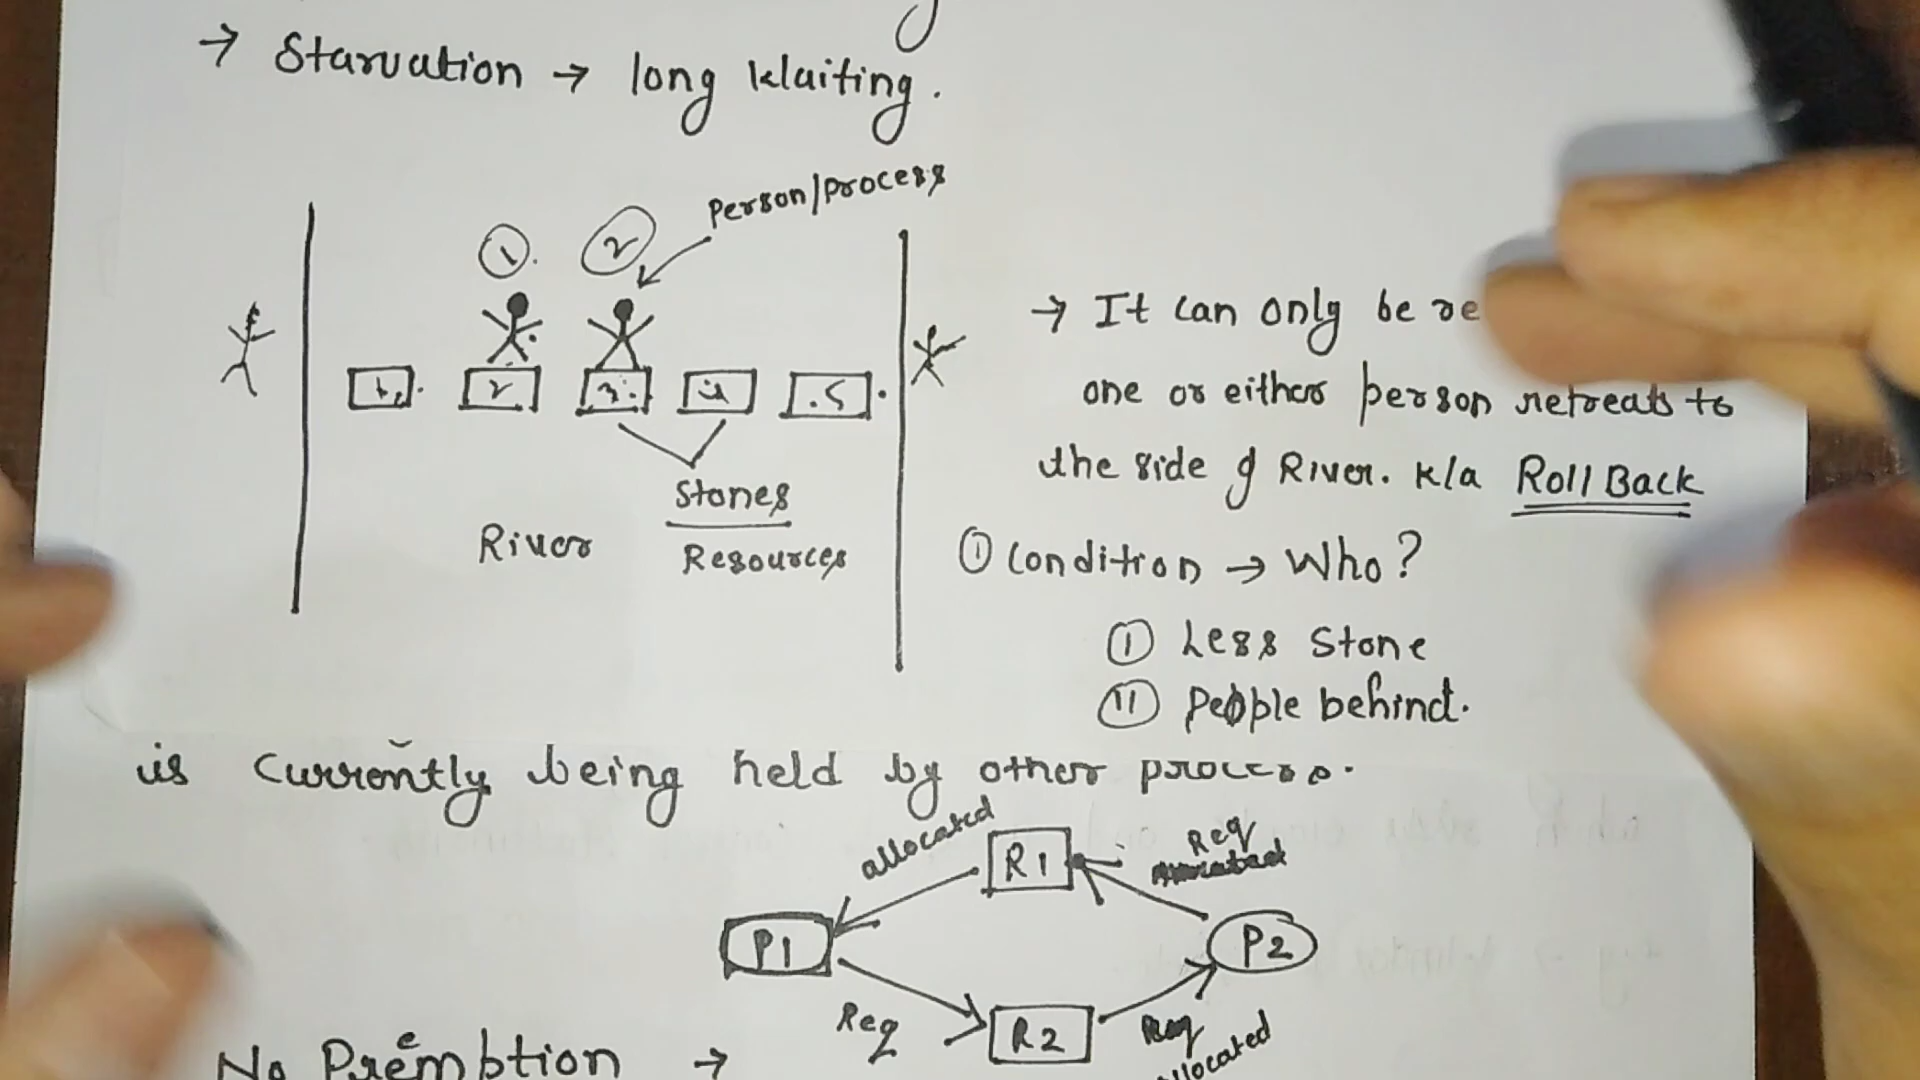 → Starvation → long Waiting.
Person/process
1. 2
1. 2 3. 4 .5.
Stones
River Resources
→ It can only be re
one or either person retreats to
the side of River. k/a Roll Back
① Condition → Who?
① Less Stone
⑪ People behind.
is currently being held by other process.
allocated R1 Req
P1 P2
Req R2 Req
allocated
No Preembtion →